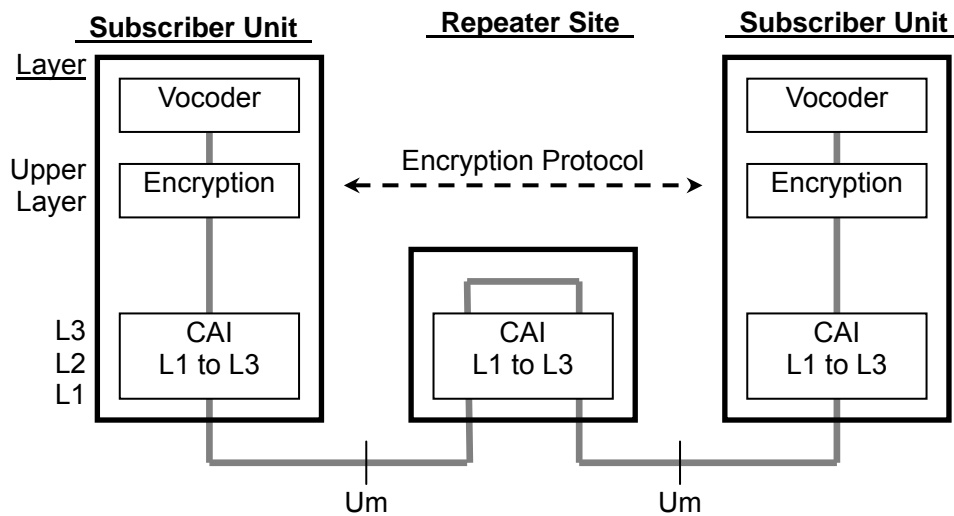 Subscriber Unit
Repeater Site
Subscriber Unit
Layer
Vocoder
Vocoder
Upper
Layer
Encryption
Encryption Protocol
Encryption
L3
L2
L1
CAI
L1 to L3
CAI
L1 to L3
CAI
L1 to L3
Um
Um